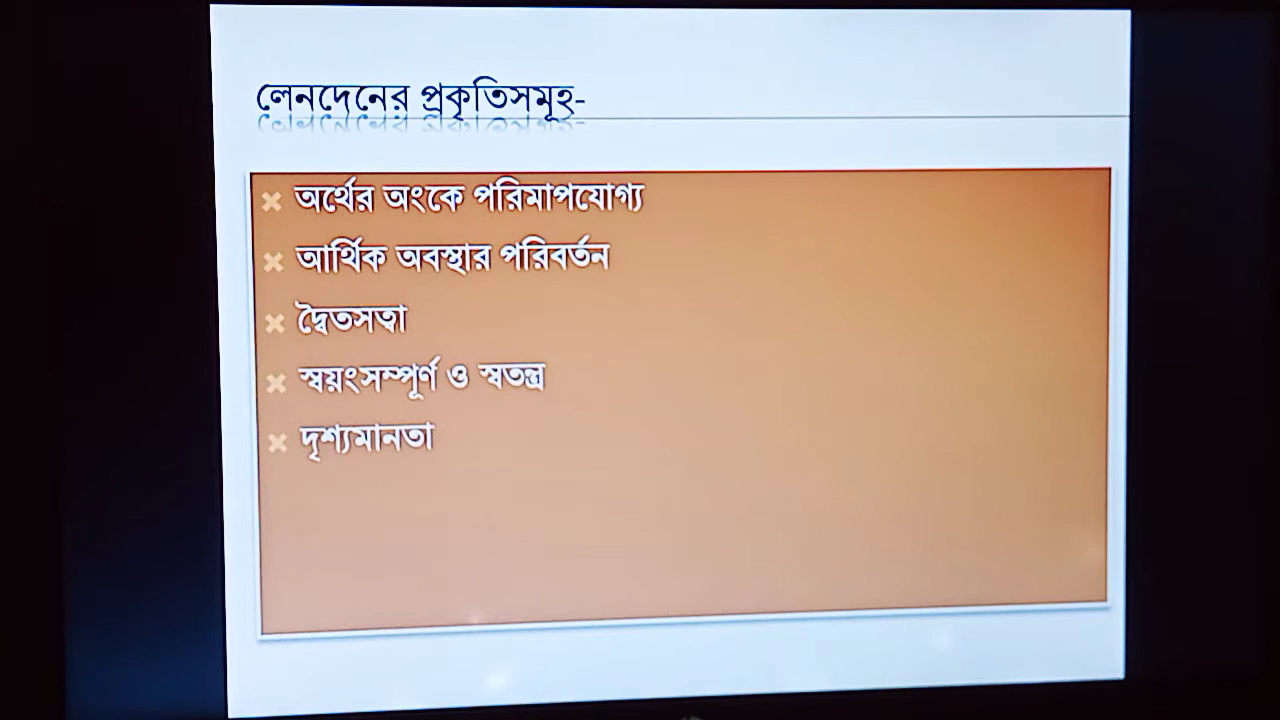 লেনদেনের প্রকৃতিসমূহ-
অর্থের অংকে পরিমাপযোগ্য
আর্থিক অবস্থার পরিবর্তন
দ্বৈতসত্বা
স্বয়ংসম্পূর্ণ ও স্বতন্ত্র
দৃশ্যমানতা